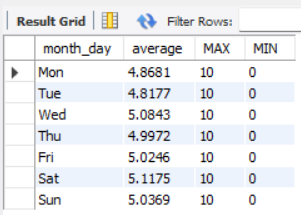 Result Grid Filter Rows:
month_day average MAX MIN
Mon 4.8681 10 0
Tue 4.8177 10 0
Wed 5.0843 10 0
Thu 4.9972 10 0
Fri 5.0246 10 0
Sat 5.1175 10 0
Sun 5.0369 10 0